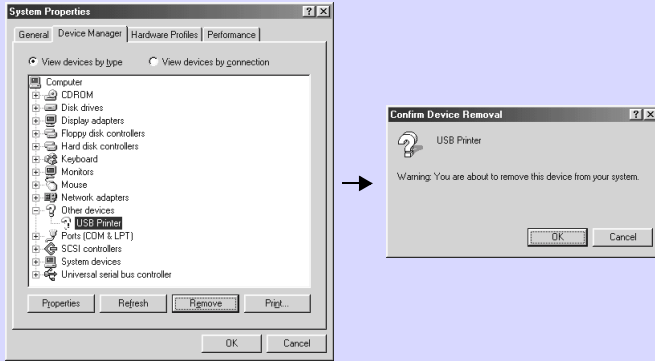 System Properties
General Device Manager Hardware Profiles Performance
View devices by type View devices by connection
Computer
CDROM
Disk drives
Display adapters
Floppy disk controllers
Hard disk controllers
Keyboard
Monitors
Mouse
Network adapters
Other devices
USB Printer
Ports (COM & LPT)
SCSI controllers
System devices
Universal serial bus controller
Properties Refresh Remove Print...
OK Cancel
Confirm Device Removal
USB Printer
Warning: You are about to remove this device from your system.
OK Cancel